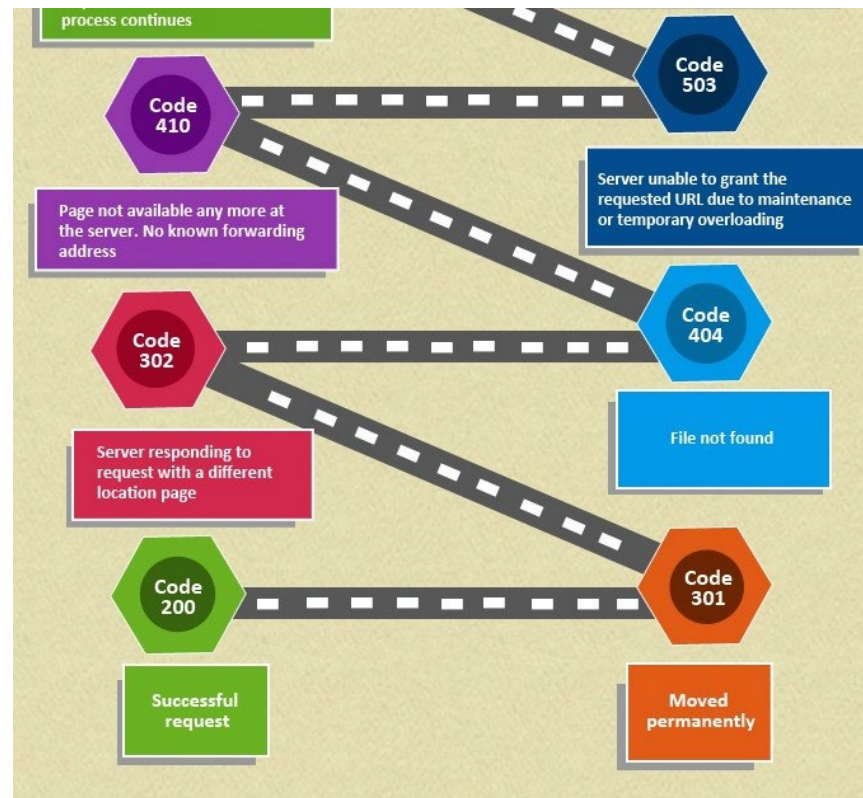 process continues
Code
503
Code
410
Server unable to grant the
requested URL due to maintenance
or temporary overloading
Page not available any more at
the server. No known forwarding
address
Code
404
Code
302
File not found
Server responding to
request with a different
location page
Code
200
Code
301
Successful
request
Moved
permanently